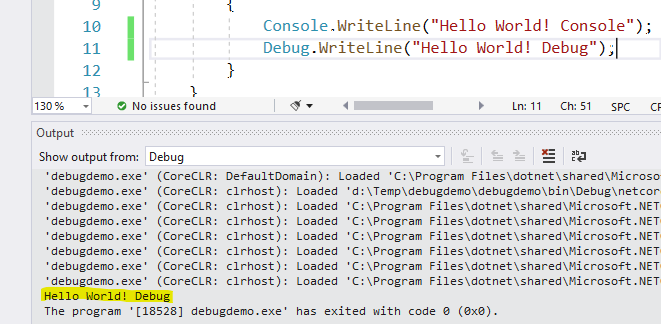 9 {
10 Console.WriteLine("Hello World! Console");
11 Debug.WriteLine("Hello World! Debug");
12 }
13 }
130 % No issues found Ln: 11 Ch: 51 SPC
Output
Show output from: Debug
'debugdemo.exe' (CoreCLR: DefaultDomain): Loaded 'C:\Program Files\dotnet\shared\Microso
'debugdemo.exe' (CoreCLR: clrhost): Loaded 'd:\Temp\debugdemo\debugdemo\bin\Debug\netcor
'debugdemo.exe' (CoreCLR: clrhost): Loaded 'C:\Program Files\dotnet\shared\Microsoft.NET
'debugdemo.exe' (CoreCLR: clrhost): Loaded 'C:\Program Files\dotnet\shared\Microsoft.NET
'debugdemo.exe' (CoreCLR: clrhost): Loaded 'C:\Program Files\dotnet\shared\Microsoft.NET
'debugdemo.exe' (CoreCLR: clrhost): Loaded 'C:\Program Files\dotnet\shared\Microsoft.NET
'debugdemo.exe' (CoreCLR: clrhost): Loaded 'C:\Program Files\dotnet\shared\Microsoft.NET
'debugdemo.exe' (CoreCLR: clrhost): Loaded 'C:\Program Files\dotnet\shared\Microsoft.NET
Hello World! Debug
The program '[18528] debugdemo.exe' has exited with code 0 (0x0).